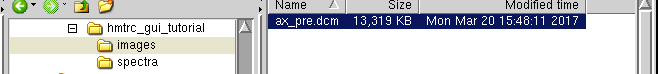 Name Size Modified time
hmtrc_gui_tutorial
images
spectra
ax_pre.dcm 13,319 KB Mon Mar 20 15:48:11 2017